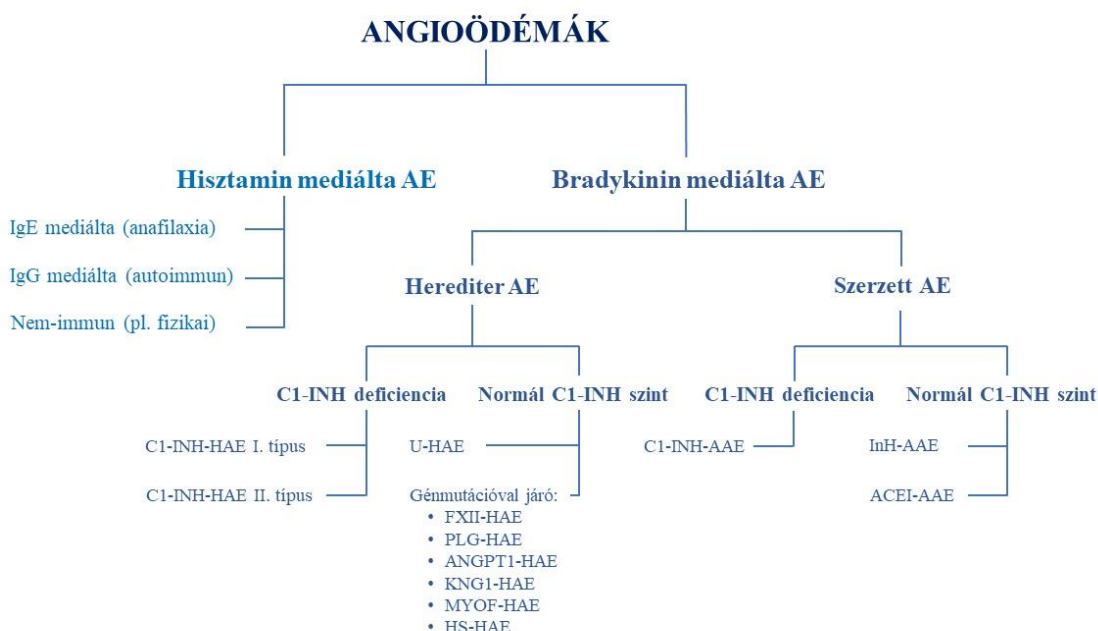 ANGIOÖDÉMÁK
Hisztamin mediálta AE
Bradykinin mediálta AE
IgE mediálta (anafilaxia)
IgG mediálta (autoimmun)
Nem-immun (pl. fizikai)
Herediter AE
Szerzett AE
C1-INH deficiencia
Normál C1-INH szint
C1-INH deficiencia
Normál C1-INH szint
C1-INH-HAE I. típus
C1-INH-HAE II. típus
U-HAE
Génmutációval járó:
• FXII-HAE
• PLG-HAE
• ANGPT1-HAE
• KNG1-HAE
• MYOF-HAE
• HS-HAE
C1-INH-AAE
InH-AAE
ACEI-AAE